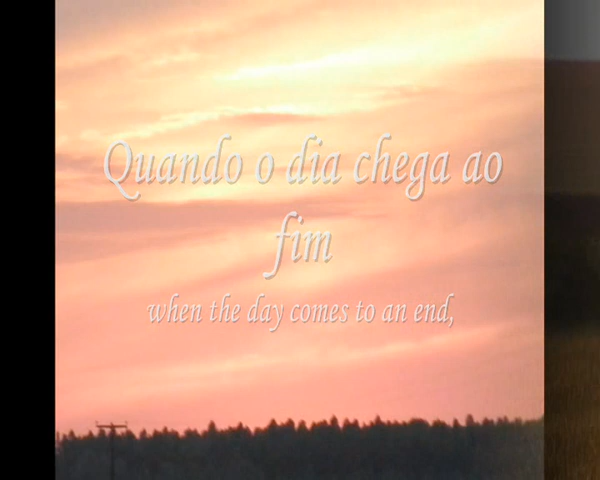 Quando o dia chega ao
fim
when the day comes to an end,